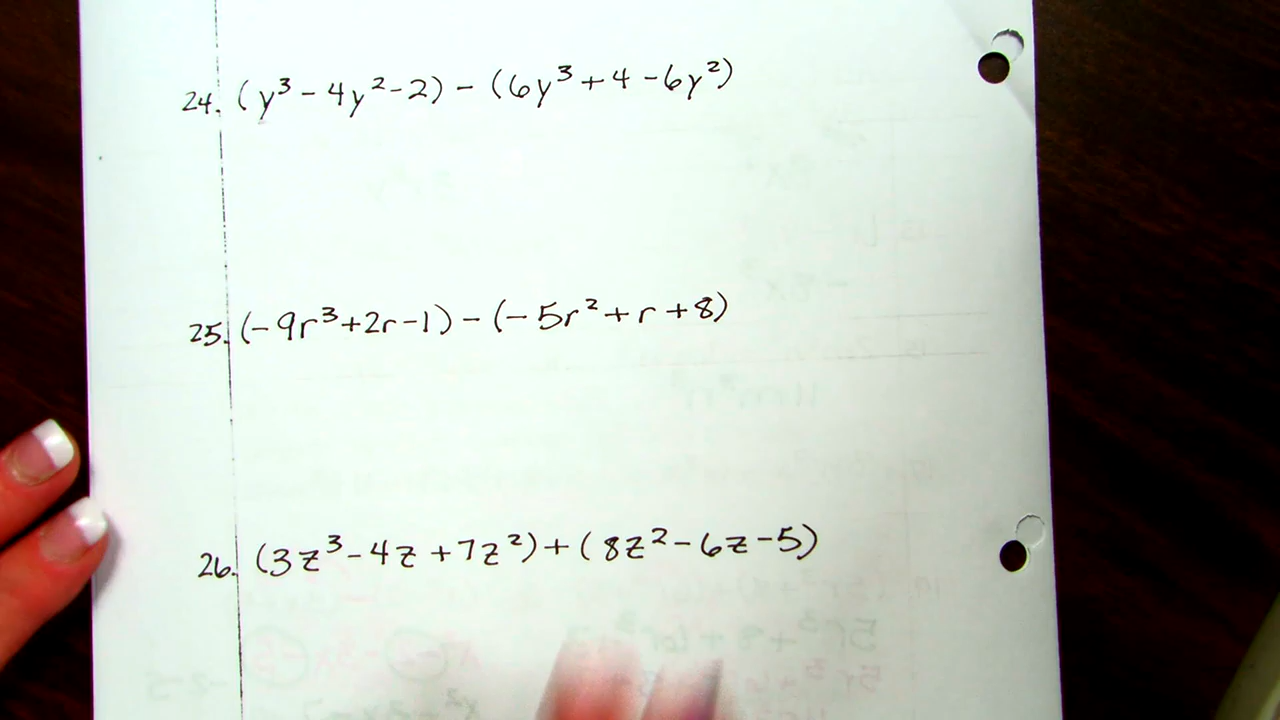 24. (y³ - 4y² - 2) - (6y³ + 4 - 6y²)
25. (-9r³ + 2r - 1) - (-5r² + r + 8)
26. (3z³ - 4z + 7z²) + (8z² - 6z - 5)